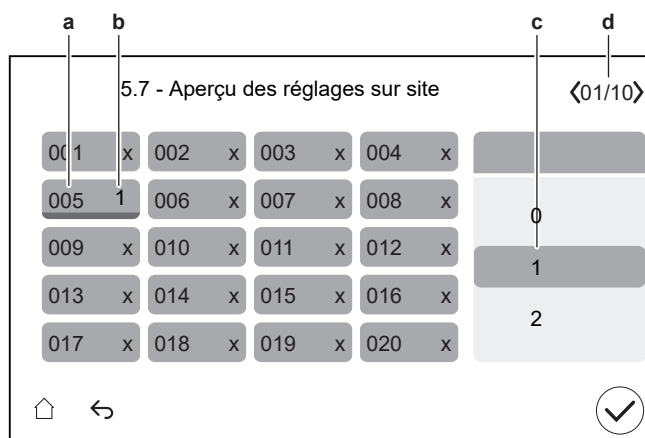 a b c d
5.7 - Aperçu des réglages sur site 01/10
001 x 002 x 003 x 004 x
005 1 006 x 007 x 008 x
0
009 x 010 x 011 x 012 x
1
013 x 014 x 015 x 016 x
2
017 x 018 x 019 x 020 x